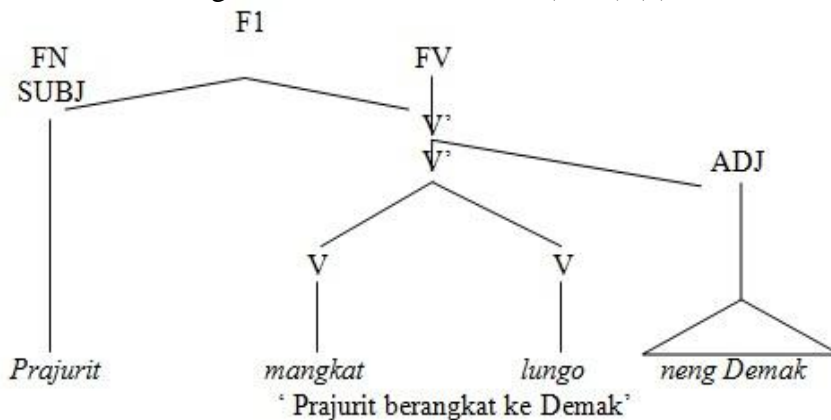 F1
FN FV
SUBJ
V'
V' ADJ
V V
Prajurit mangkat lungo neng Demak
‘ Prajurit berangkat ke Demak’